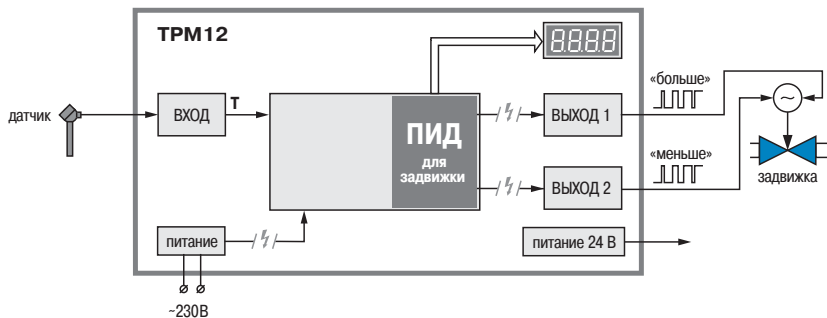 ТРМ12
8.8.8.8
«больше»
датчик
ВХОД
Т
ПИД
для
задвижки
ВЫХОД 1
~
«меньше»
ВЫХОД 2
задвижка
питание
питание 24 В
~230В